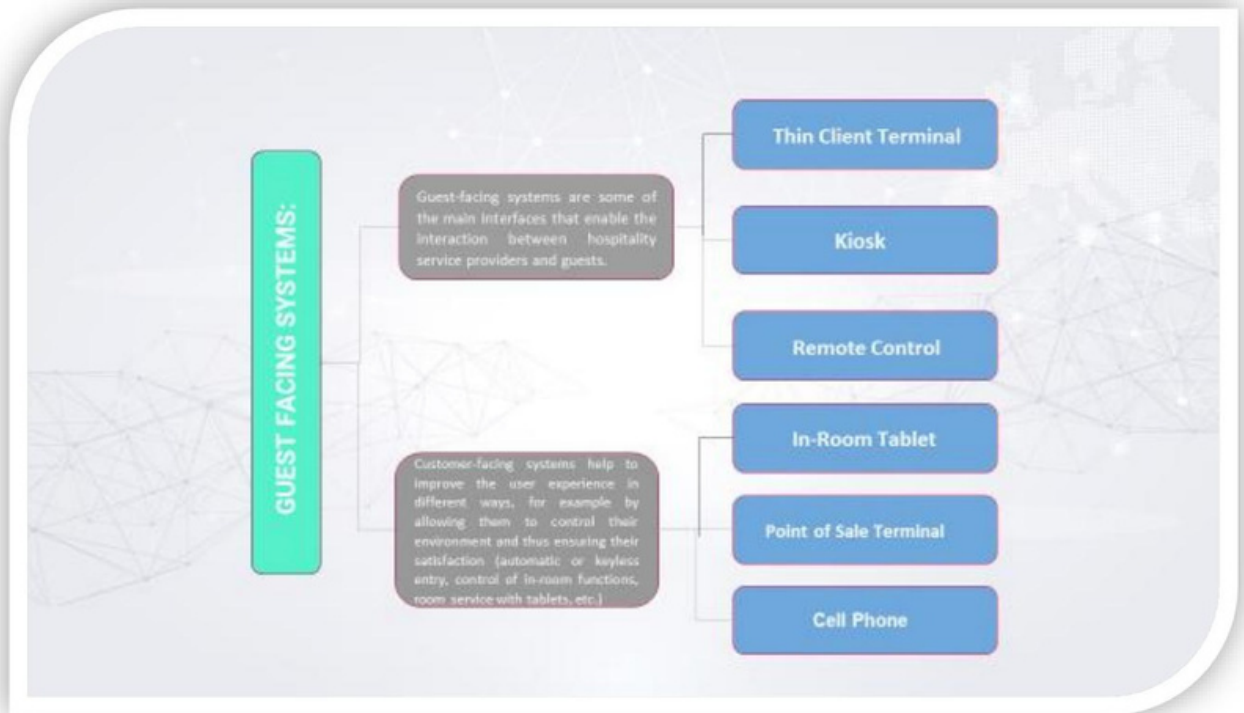 GUEST FACING SYSTEMS:
Guest-facing systems are some of
the main interfaces that enable the
interaction between hospitality
service providers and guests.
Customer-facing systems help to
improve the user experience in
different ways, for example by
allowing them to control their
environment and thus ensuring their
satisfaction (automatic or keyless
entry, control of in-room functions,
room service with tablets, etc.)
Thin Client Terminal
Kiosk
Remote Control
In-Room Tablet
Point of Sale Terminal
Cell Phone